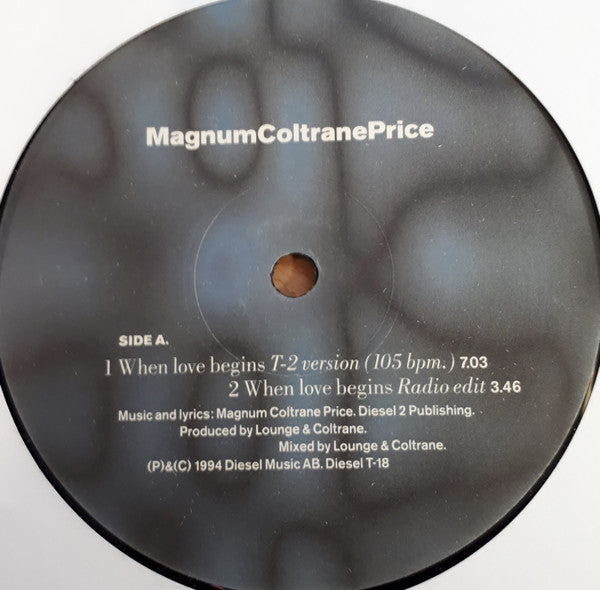 MagnumColtranePrice
SIDE A.
1 When love begins T-2 version (105 bpm.) 7.03
2 When love begins Radio edit 3.46
Music and lyrics: Magnum Coltrane Price. Diesel 2 Publishing.
Produced by Lounge & Coltrane.
Mixed by Lounge & Coltrane.
(P)&(C) 1994 Diesel Music AB. Diesel T-18